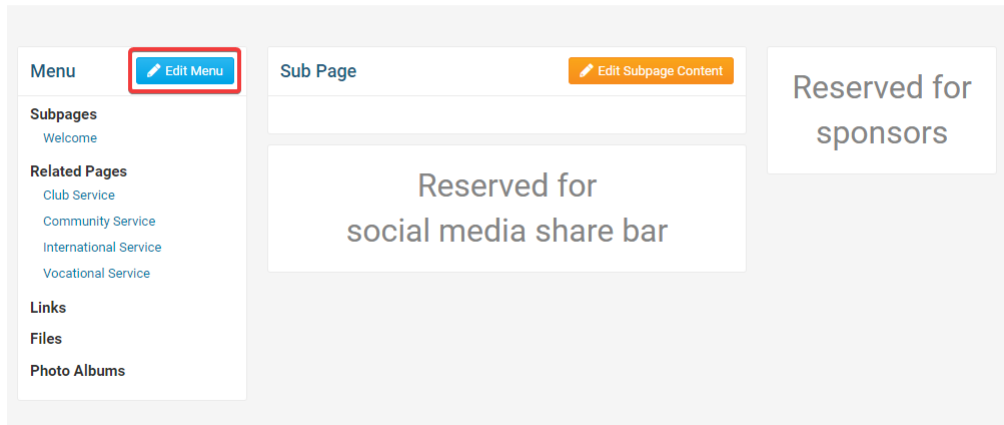 Menu
Edit Menu
Subpages
Welcome
Related Pages
Club Service
Community Service
International Service
Vocational Service
Links
Files
Photo Albums
Sub Page
Edit Subpage Content
Reserved for
social media share bar
Reserved for
sponsors